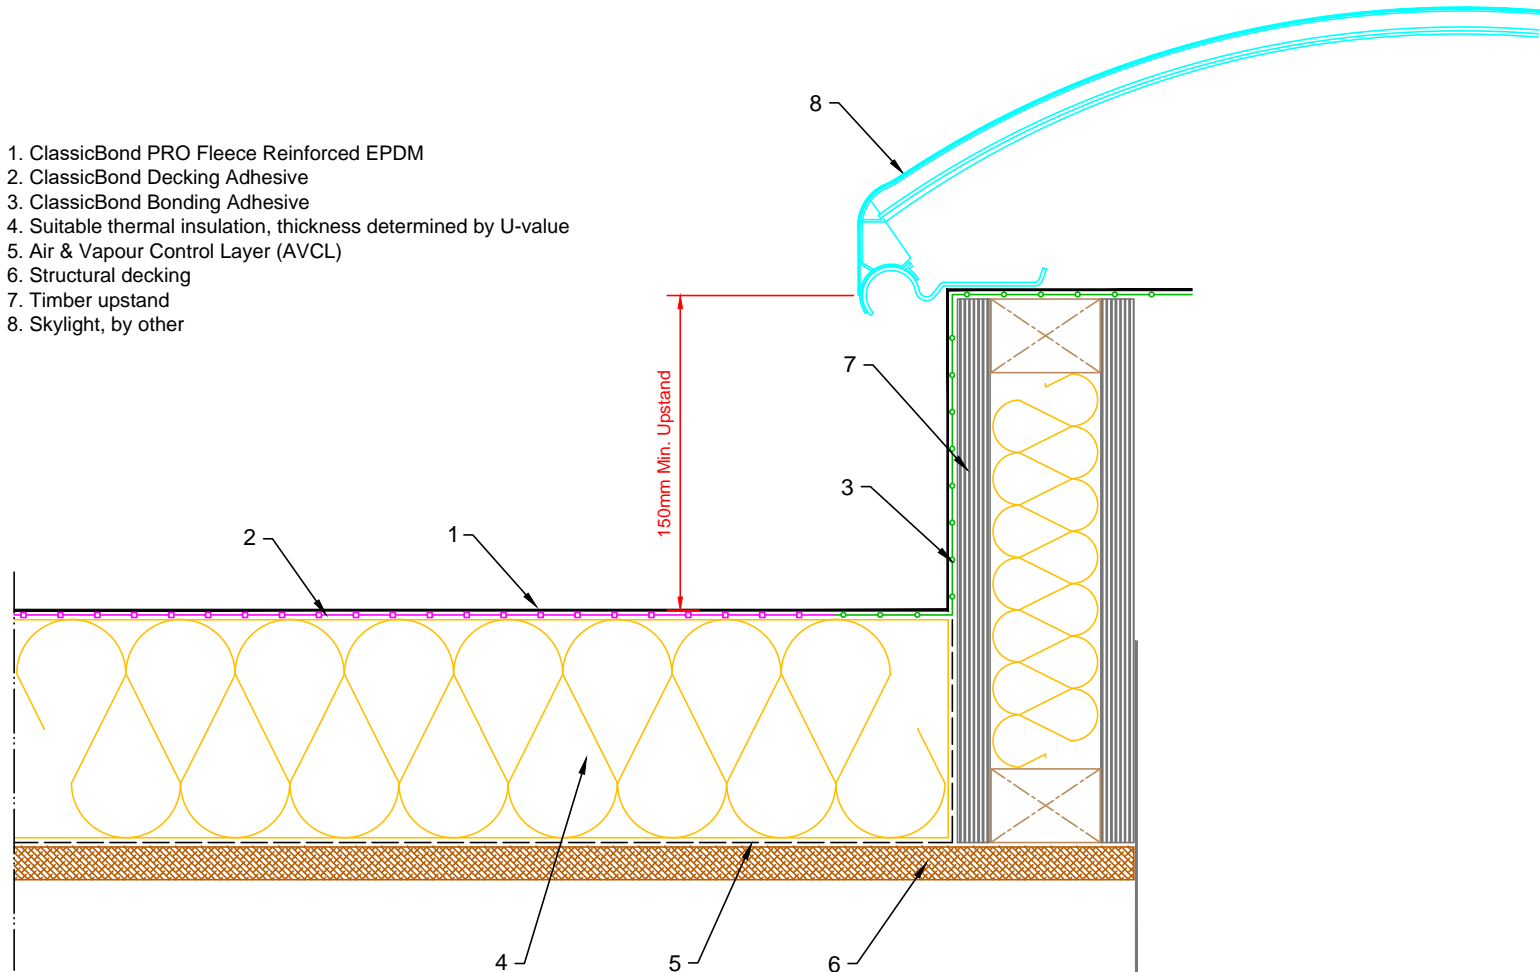 1. ClassicBond PRO Fleece Reinforced EPDM
2. ClassicBond Decking Adhesive
3. ClassicBond Bonding Adhesive
4. Suitable thermal insulation, thickness determined by U-value
5. Air & Vapour Control Layer (AVCL)
6. Structural decking
7. Timber upstand
8. Skylight, by other
8
7
150mm Min. Upstand
3
1
2
4
5
6